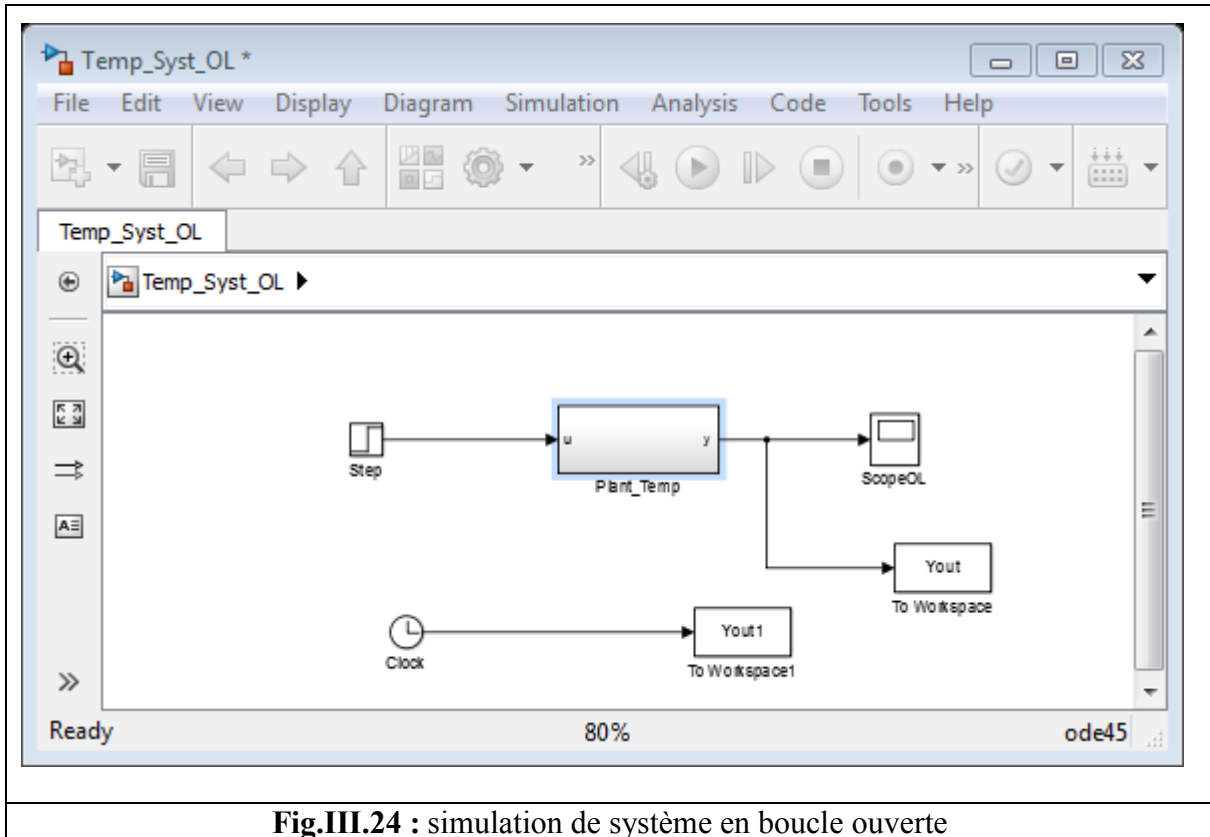 Temp_Syst_OL *
File Edit View Display Diagram Simulation Analysis Code Tools Help
Temp_Syst_OL
Temp_Syst_OL
Step
u
y
Plant_Temp
ScopeOL
Yout
To Workspace
Clock
Yout1
To Workspace1
Ready 80% ode45
Fig.III.24 : simulation de système en boucle ouverte